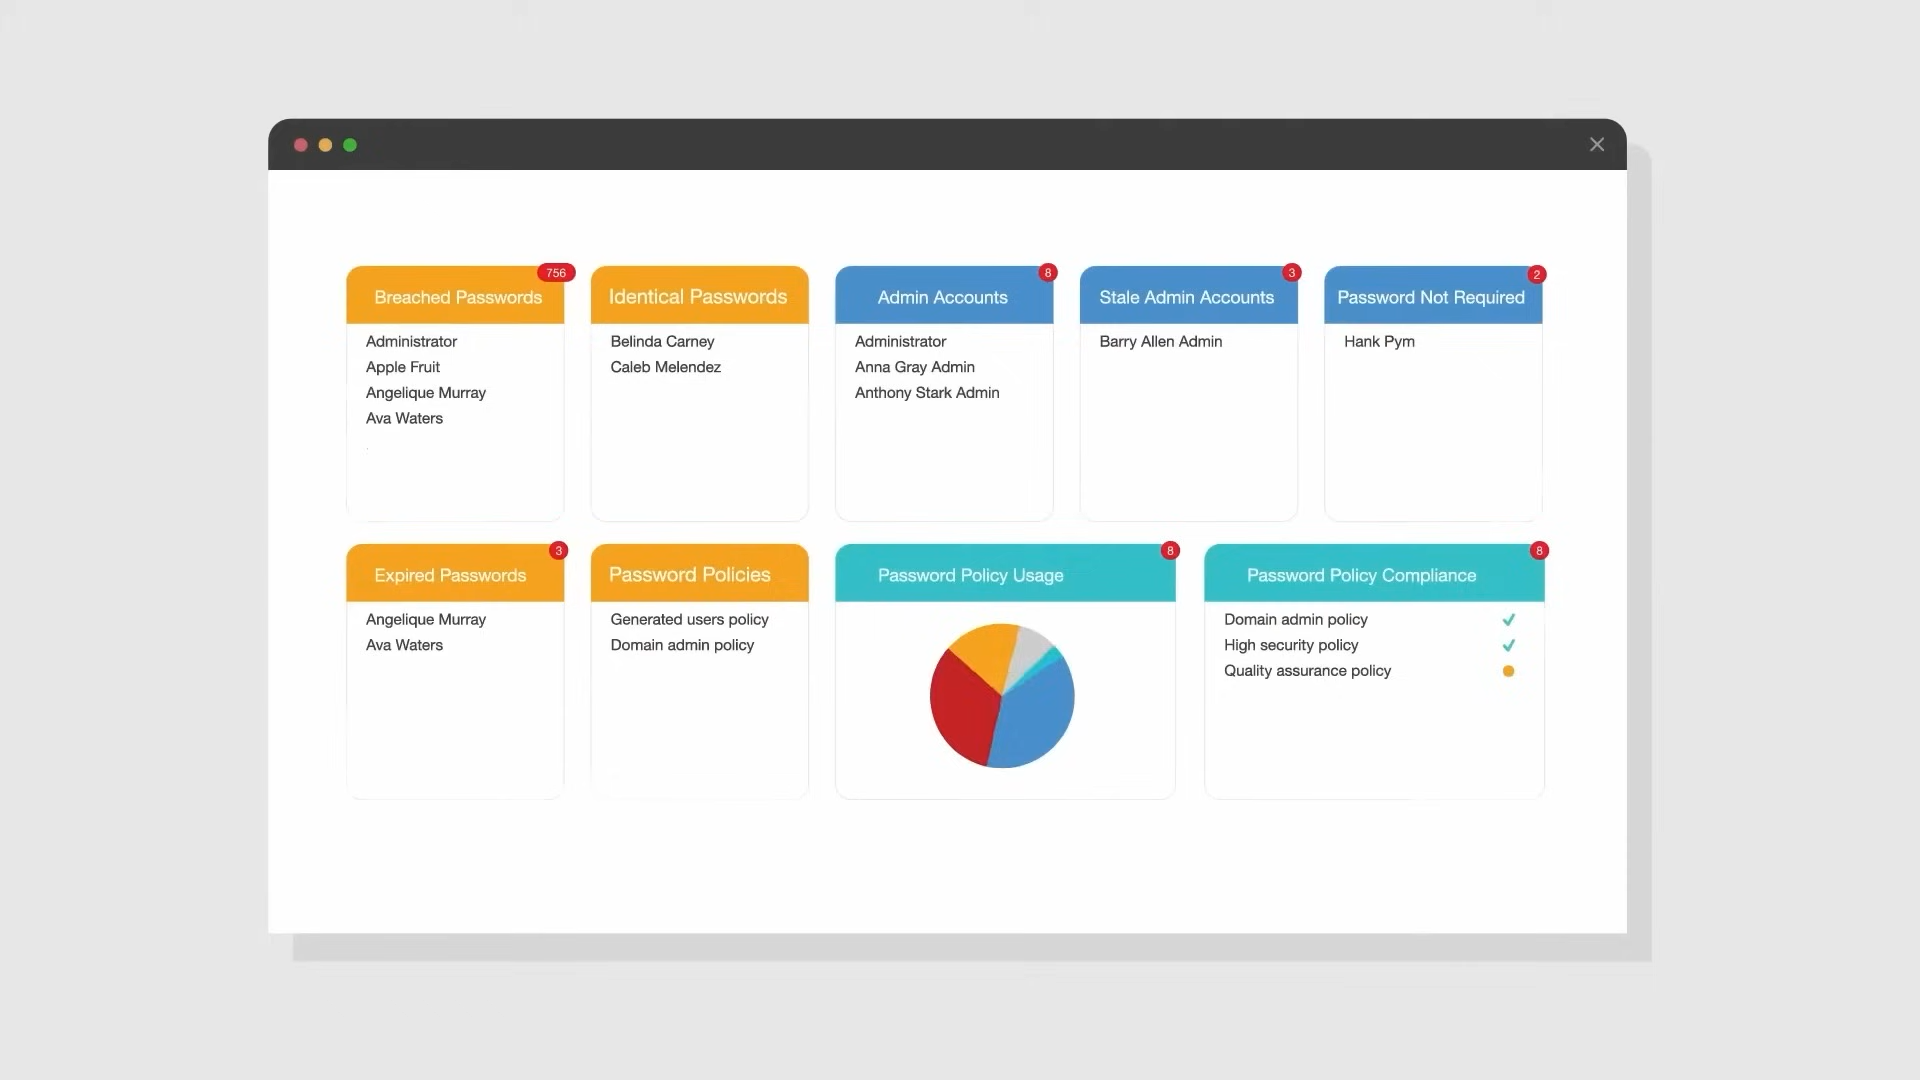 Breached Passwords
756
Administrator
Apple Fruit
Angelique Murray
Ava Waters
Identical Passwords
Belinda Carney
Caleb Melendez
Admin Accounts
8
Administrator
Anna Gray Admin
Anthony Stark Admin
Stale Admin Accounts
3
Barry Allen Admin
Password Not Required
2
Hank Pym
Expired Passwords
3
Angelique Murray
Ava Waters
Password Policies
Generated users policy
Domain admin policy
Password Policy Usage
8
Password Policy Compliance
8
Domain admin policy
High security policy
Quality assurance policy